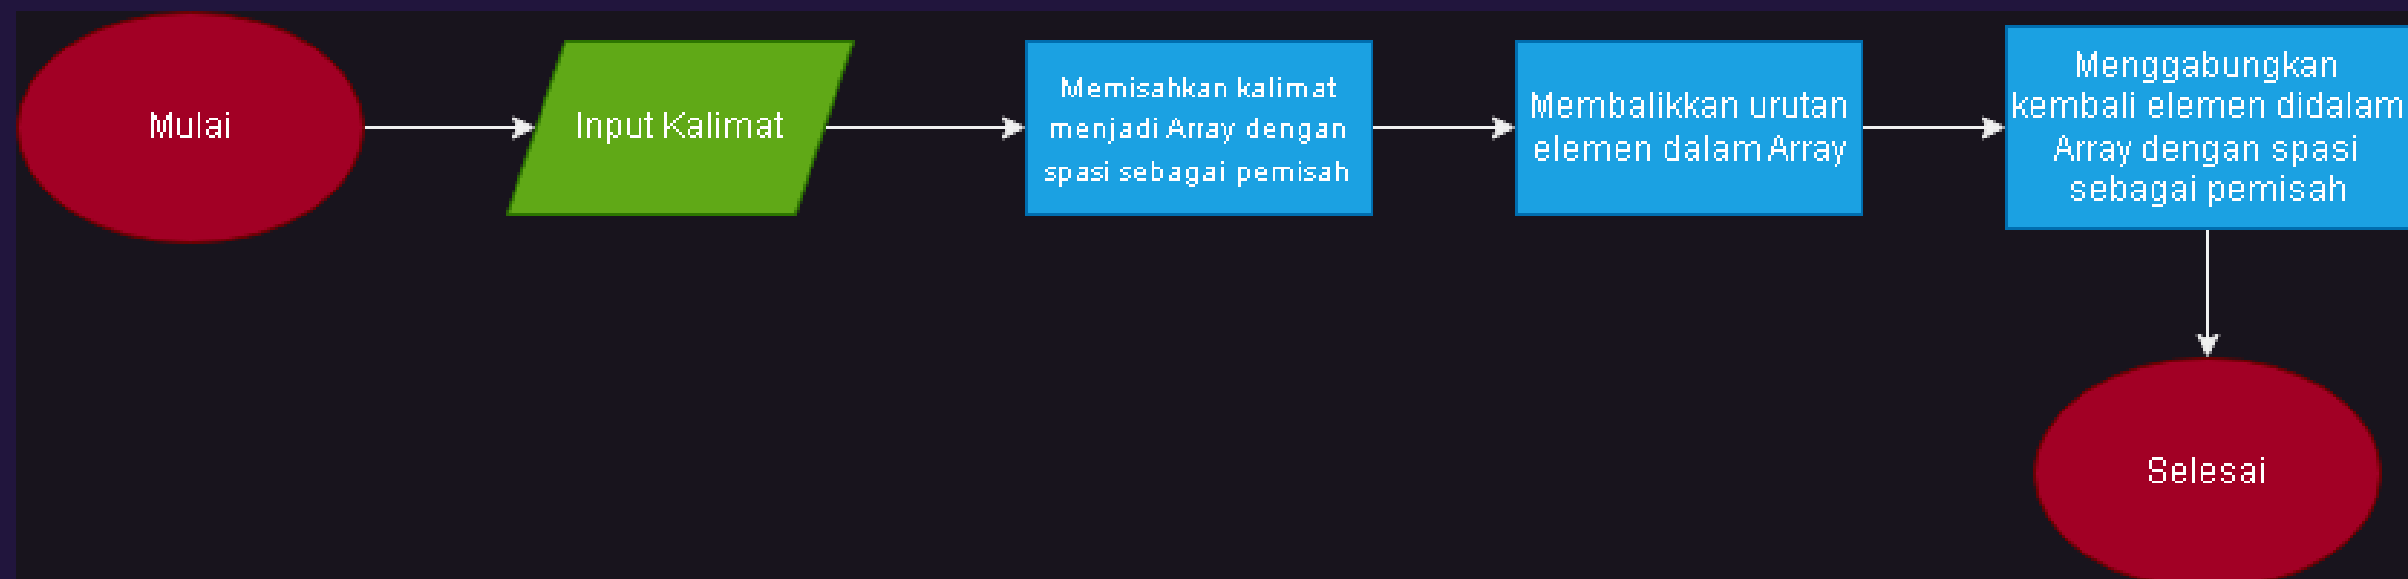 Mulai
Input Kalimat
Memisahkan kalimat
menjadi Array dengan
spasi sebagai pemisah
Membalikkan urutan
elemen dalam Array
Menggabungkan
kembali elemen didalam
Array dengan spasi
sebagai pemisah
Selesai